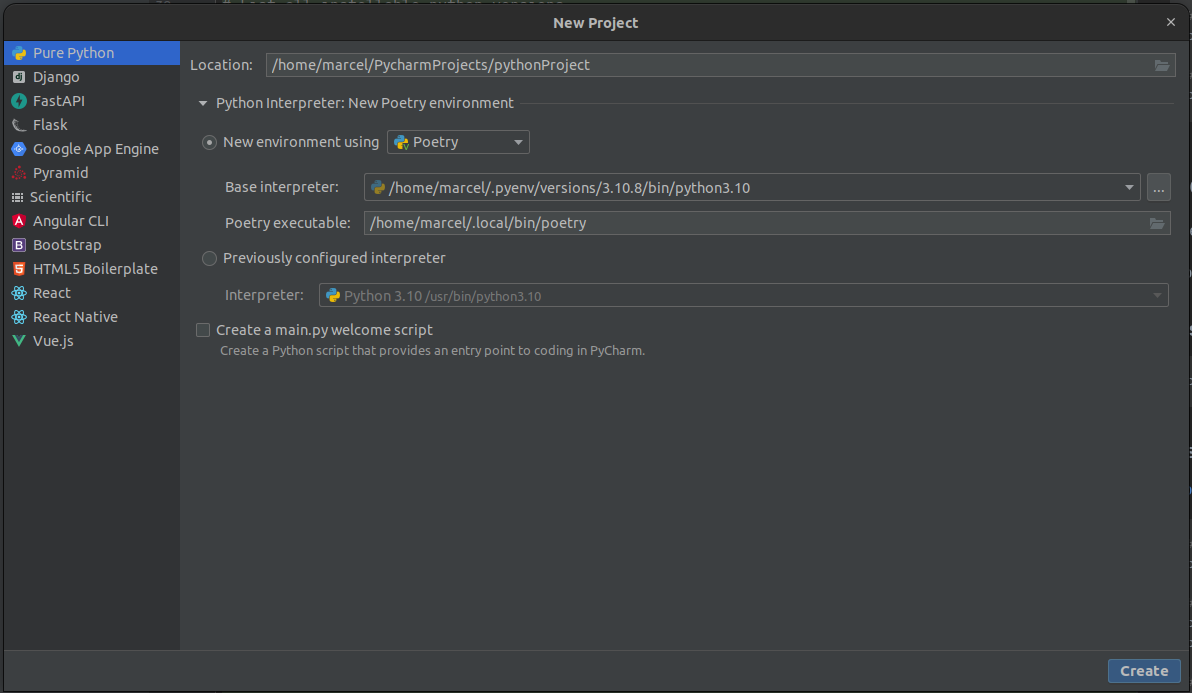 New Project
Pure Python
Django
FastAPI
Flask
Google App Engine
Pyramid
Scientific
Angular CLI
Bootstrap
HTML5 Boilerplate
React
React Native
Vue.js
Location: /home/marcel/PycharmProjects/pythonProject
Python Interpreter: New Poetry environment
New environment using Poetry
Base interpreter: /home/marcel/.pyenv/versions/3.10.8/bin/python3.10 ...
Poetry executable: /home/marcel/.local/bin/poetry
Previously configured interpreter
Interpreter: Python 3.10 /usr/bin/python3.10
Create a main.py welcome script
Create a Python script that provides an entry point to coding in PyCharm.
Create